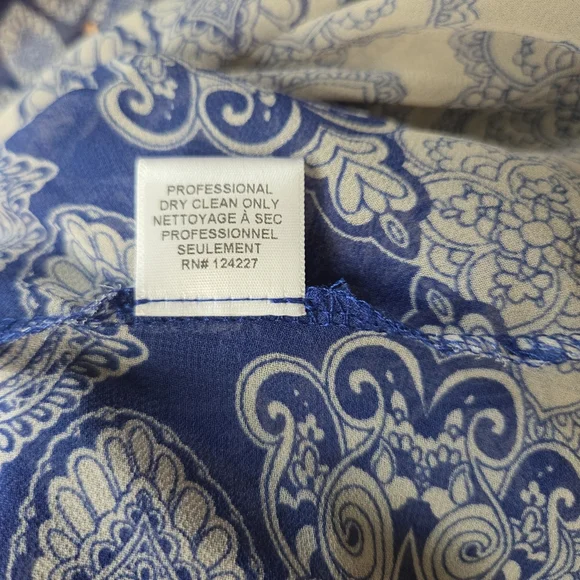 PROFESSIONAL
DRY CLEAN ONLY
NETTOYAGE À SEC
PROFESSIONNEL
SEULEMENT
RN# 124227